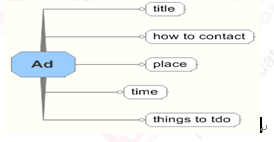 title
how to contact
Ad
place
time
things to tdo